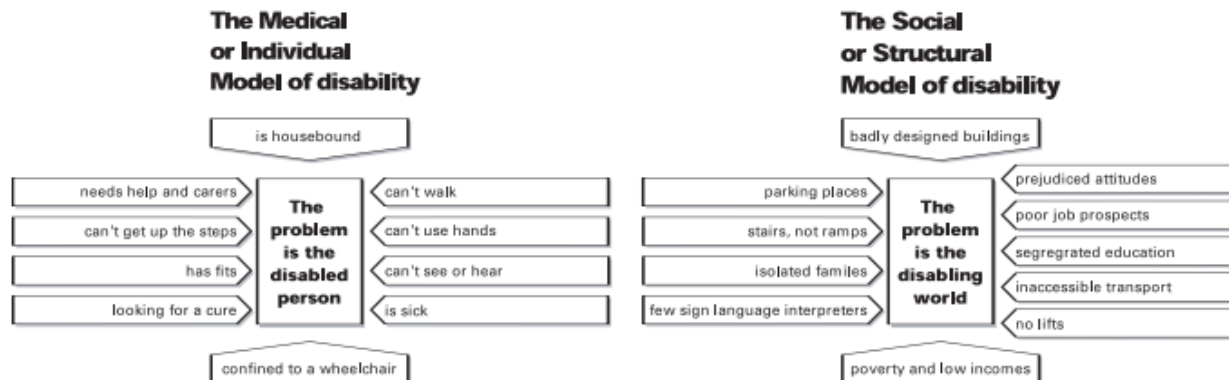 The Medical
or Individual
Model of disability
is housebound
needs help and carers
can't get up the steps
has fits
looking for a cure
The
problem
is the
disabled
person
can't walk
can't use hands
can't see or hear
is sick
confined to a wheelchair
The Social
or Structural
Model of disability
badly designed buildings
parking places
stairs, not ramps
isolated familes
few sign language interpreters
The
problem
is the
disabling
world
prejudiced attitudes
poor job prospects
segregrated education
inaccessible transport
no lifts
poverty and low incomes